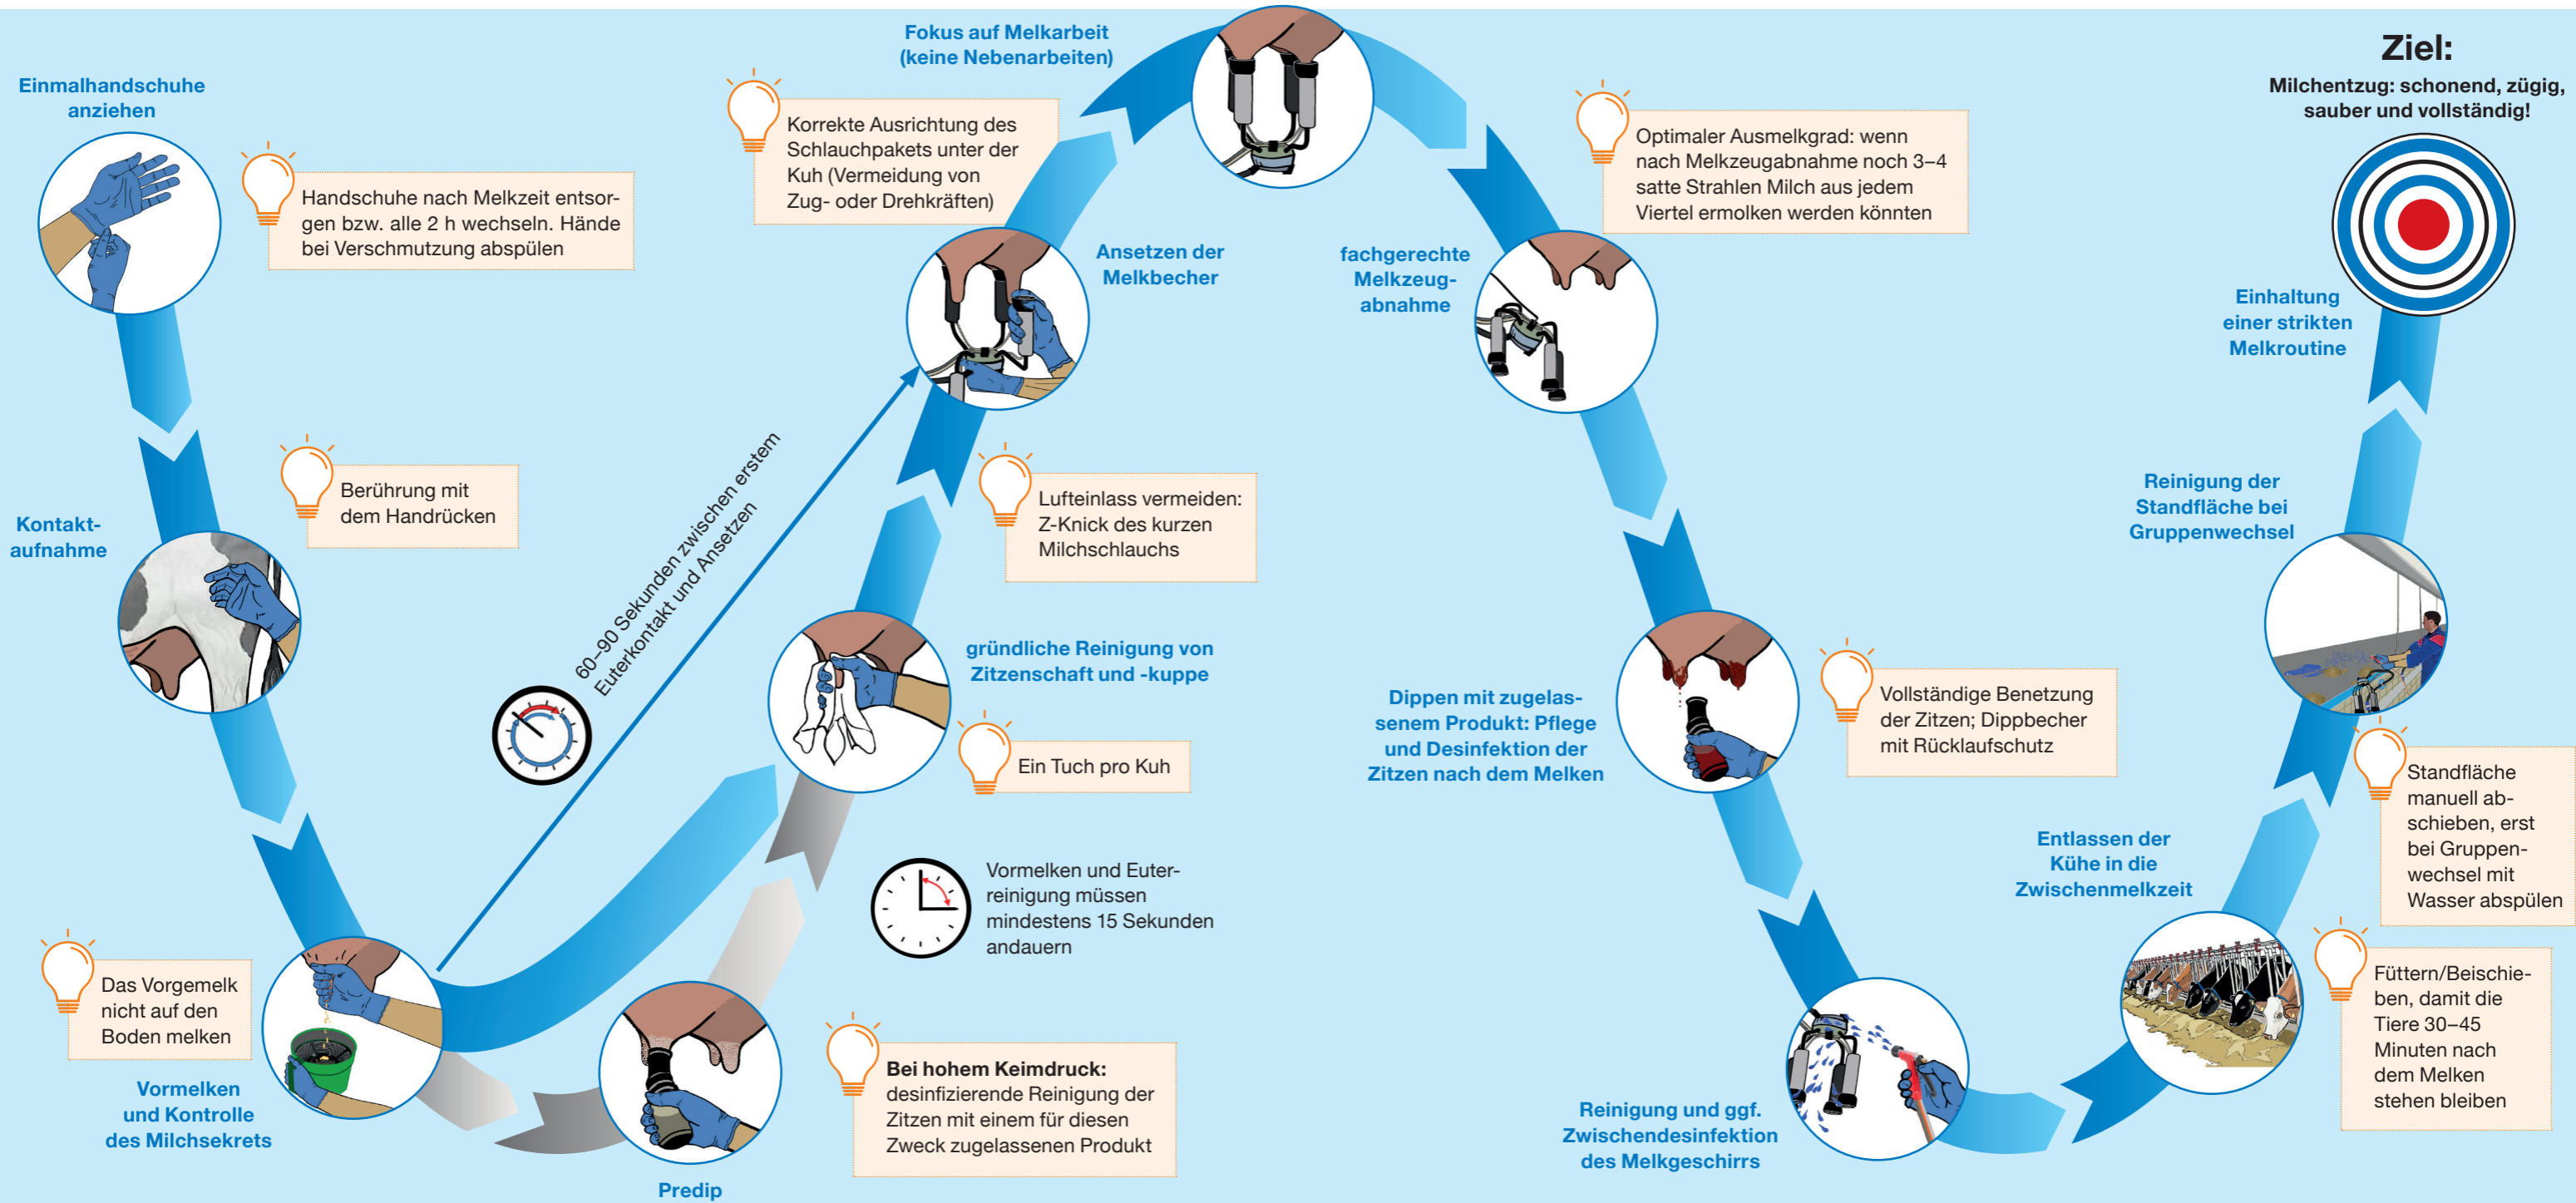 Einmalhandschuhe
anziehen
Handschuhe nach Melkzeit entsor-
gen bzw. alle 2 h wechseln. Hände
bei Verschmutzung abspülen
Kontakt-
aufnahme
Berührung mit
dem Handrücken
Das Vorgemelk
nicht auf den
Boden melken
Vormelken
und Kontrolle
des Milchsekrets
60–90 Sekunden zwischen erstem
Euterkontakt und Ansetzen
Predip
Bei hohem Keimdruck:
desinfizierende Reinigung der
Zitzen mit einem für diesen
Zweck zugelassenen Produkt
Vormelken und Euter-
reinigung müssen
mindestens 15 Sekunden
andauern
gründliche Reinigung von
Zitzenschaft und -kuppe
Ein Tuch pro Kuh
Lufteinlass vermeiden:
Z-Knick des kurzen
Milchschlauchs
Ansetzen der
Melkbecher
Korrekte Ausrichtung des
Schlauchpakets unter der
Kuh (Vermeidung von
Zug- oder Drehkräften)
Fokus auf Melkarbeit
(keine Nebenarbeiten)
fachgerechte
Melkzeug-
abnahme
Optimaler Ausmelkgrad: wenn
nach Melkzeugabnahme noch 3–4
satte Strahlen Milch aus jedem
Viertel ermolken werden könnten
Dippen mit zugelas-
senem Produkt: Pflege
und Desinfektion der
Zitzen nach dem Melken
Vollständige Benetzung
der Zitzen; Dippbecher
mit Rücklaufschutz
Reinigung und ggf.
Zwischendesinfektion
des Melkgeschirrs
Entlassen der
Kühe in die
Zwischenmelkzeit
Füttern/Beischie-
ben, damit die
Tiere 30–45
Minuten nach
dem Melken
stehen bleiben
Reinigung der
Standfläche bei
Gruppenwechsel
Standfläche
manuell ab-
schieben, erst
bei Gruppen-
wechsel mit
Wasser abspülen
Einhaltung
einer strikten
Melkroutine
Ziel:
Milchentzug: schonend, zügig,
sauber und vollständig!